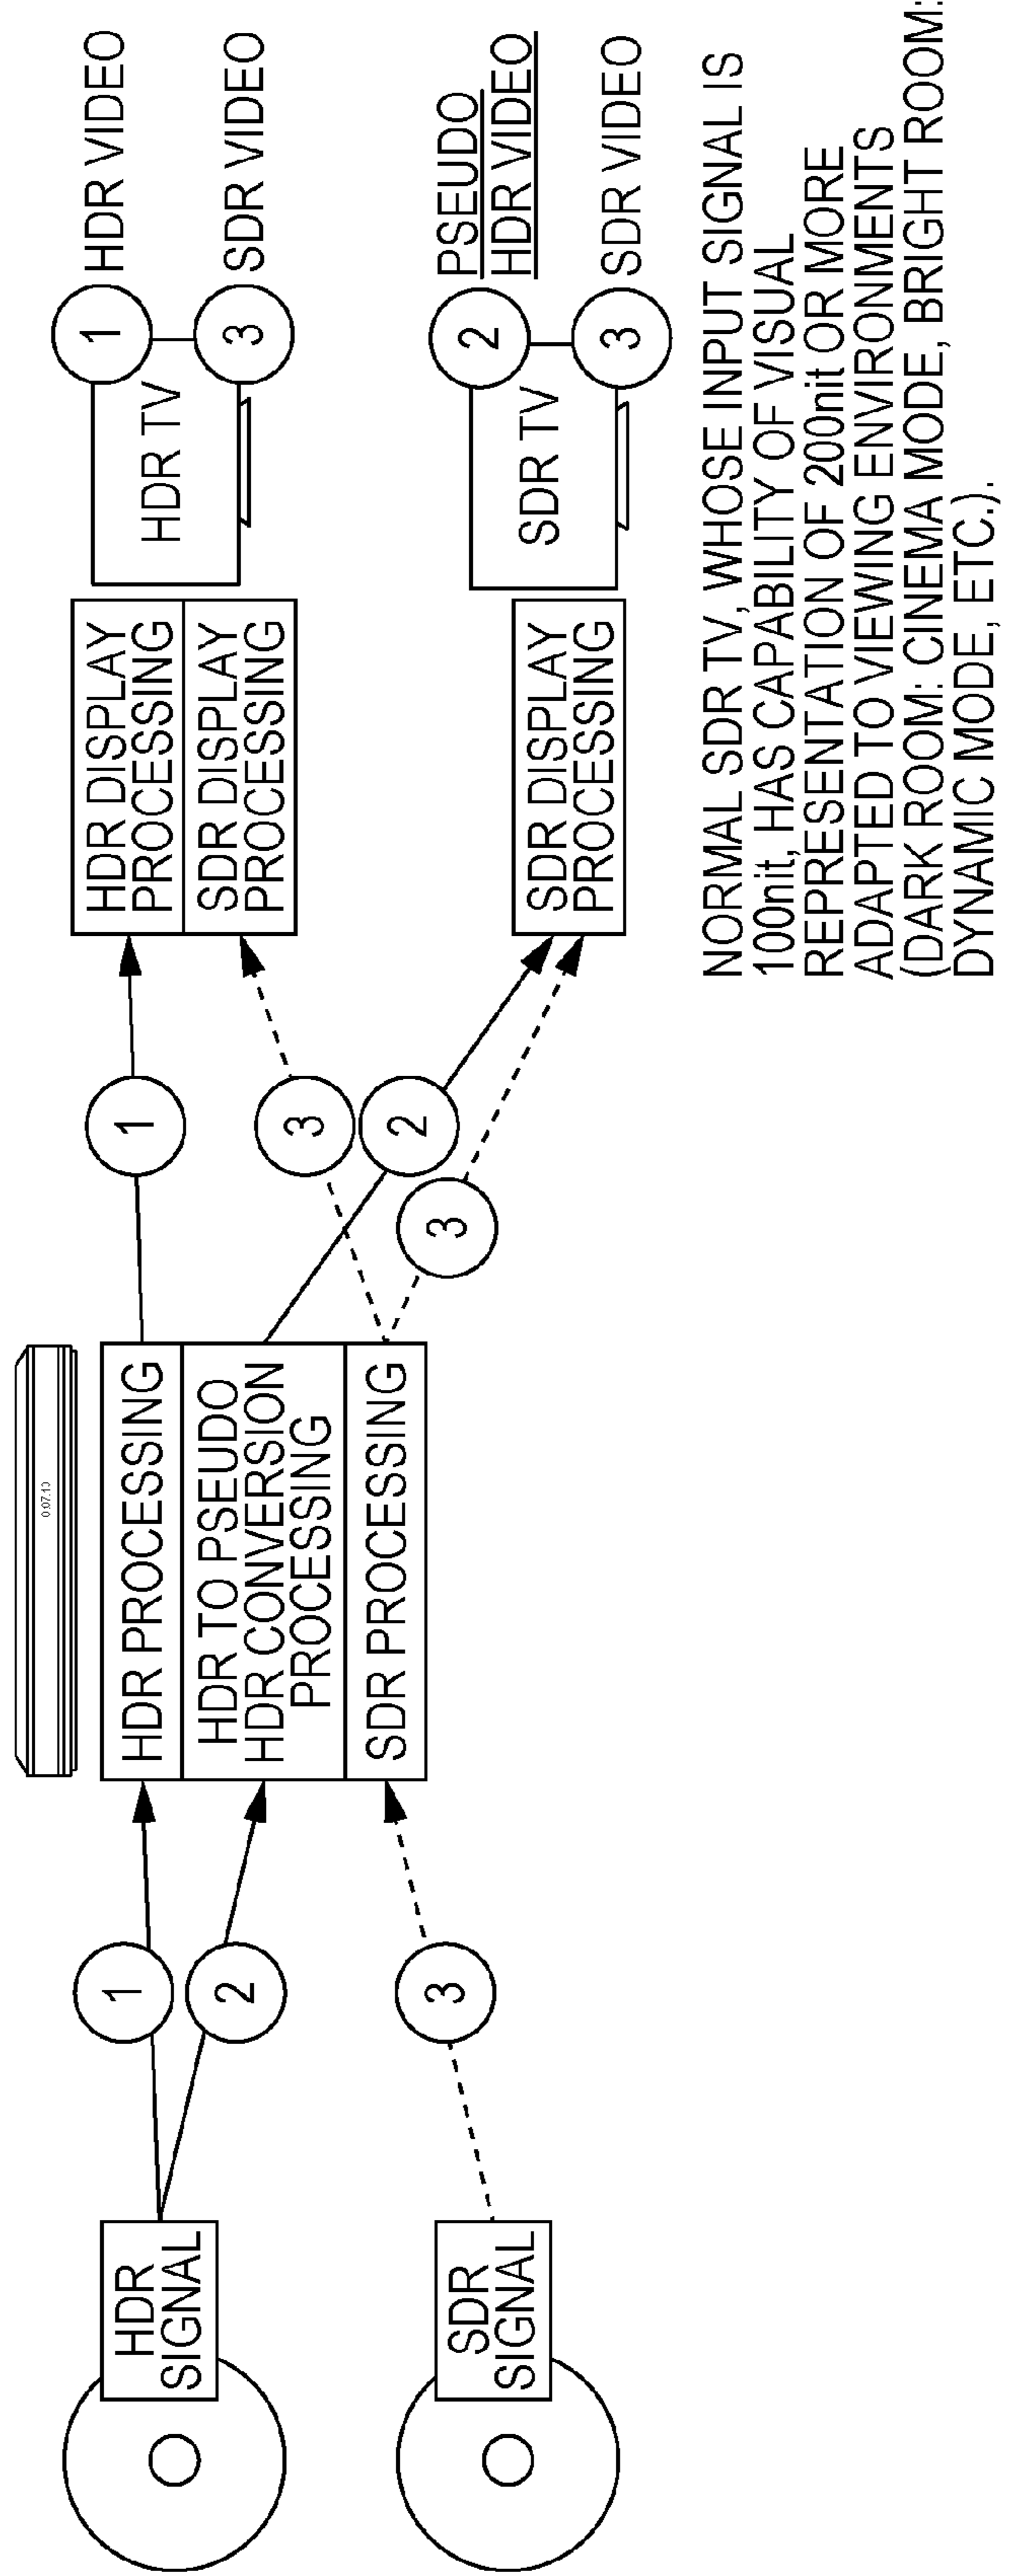 HDR
SIGNAL
SDR
SIGNAL
1
2
3
0:07.10
HDR PROCESSING
HDR TO PSEUDO
HDR CONVERSION
PROCESSING
SDR PROCESSING
1
3
2
3
HDR DISPLAY
PROCESSING
SDR DISPLAY
PROCESSING
SDR DISPLAY
PROCESSING
HDR TV
1
HDR VIDEO
3
SDR VIDEO
SDR TV
2
PSEUDO
HDR VIDEO
3
SDR VIDEO
NORMAL SDR TV, WHOSE INPUT SIGNAL IS
100nit, HAS CAPABILITY OF VISUAL
REPRESENTATION OF 200nit OR MORE
ADAPTED TO VIEWING ENVIRONMENTS
(DARK ROOM: CINEMA MODE, BRIGHT ROOM:
DYNAMIC MODE, ETC.).